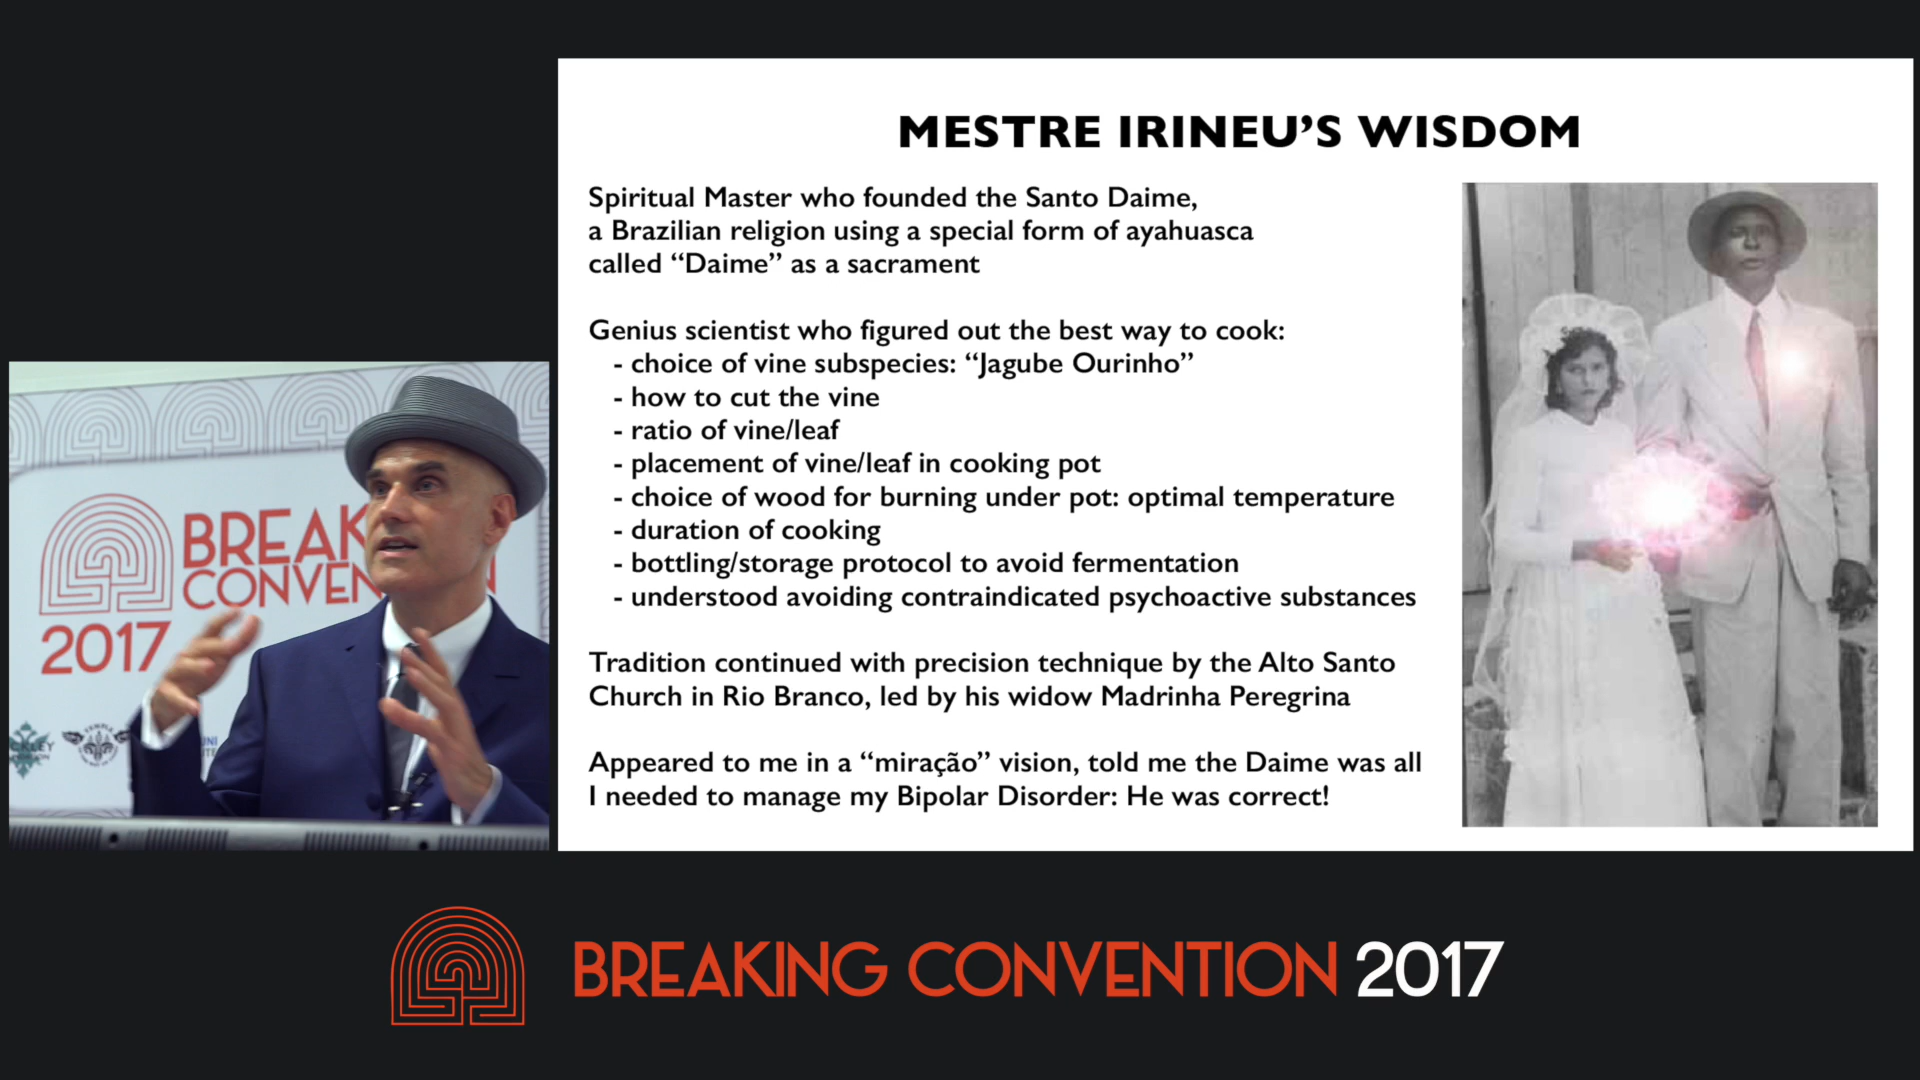 MESTRE IRINEU'S WISDOM
Spiritual Master who founded the Santo Daime,
a Brazilian religion using a special form of ayahuasca
called “Daime” as a sacrament
Genius scientist who figured out the best way to cook:
- choice of vine subspecies: “Jagube Ourinho”
- how to cut the vine
- ratio of vine/leaf
- placement of vine/leaf in cooking pot
- choice of wood for burning under pot: optimal temperature
- duration of cooking
- bottling/storage protocol to avoid fermentation
- understood avoiding contraindicated psychoactive substances
Tradition continued with precision technique by the Alto Santo
Church in Rio Branco, led by his widow Madrinha Peregrina
Appeared to me in a “miração” vision, told me the Daime was all
I needed to manage my Bipolar Disorder: He was correct!
BREAK
CONVEN
2017
BREAKING CONVENTION 2017